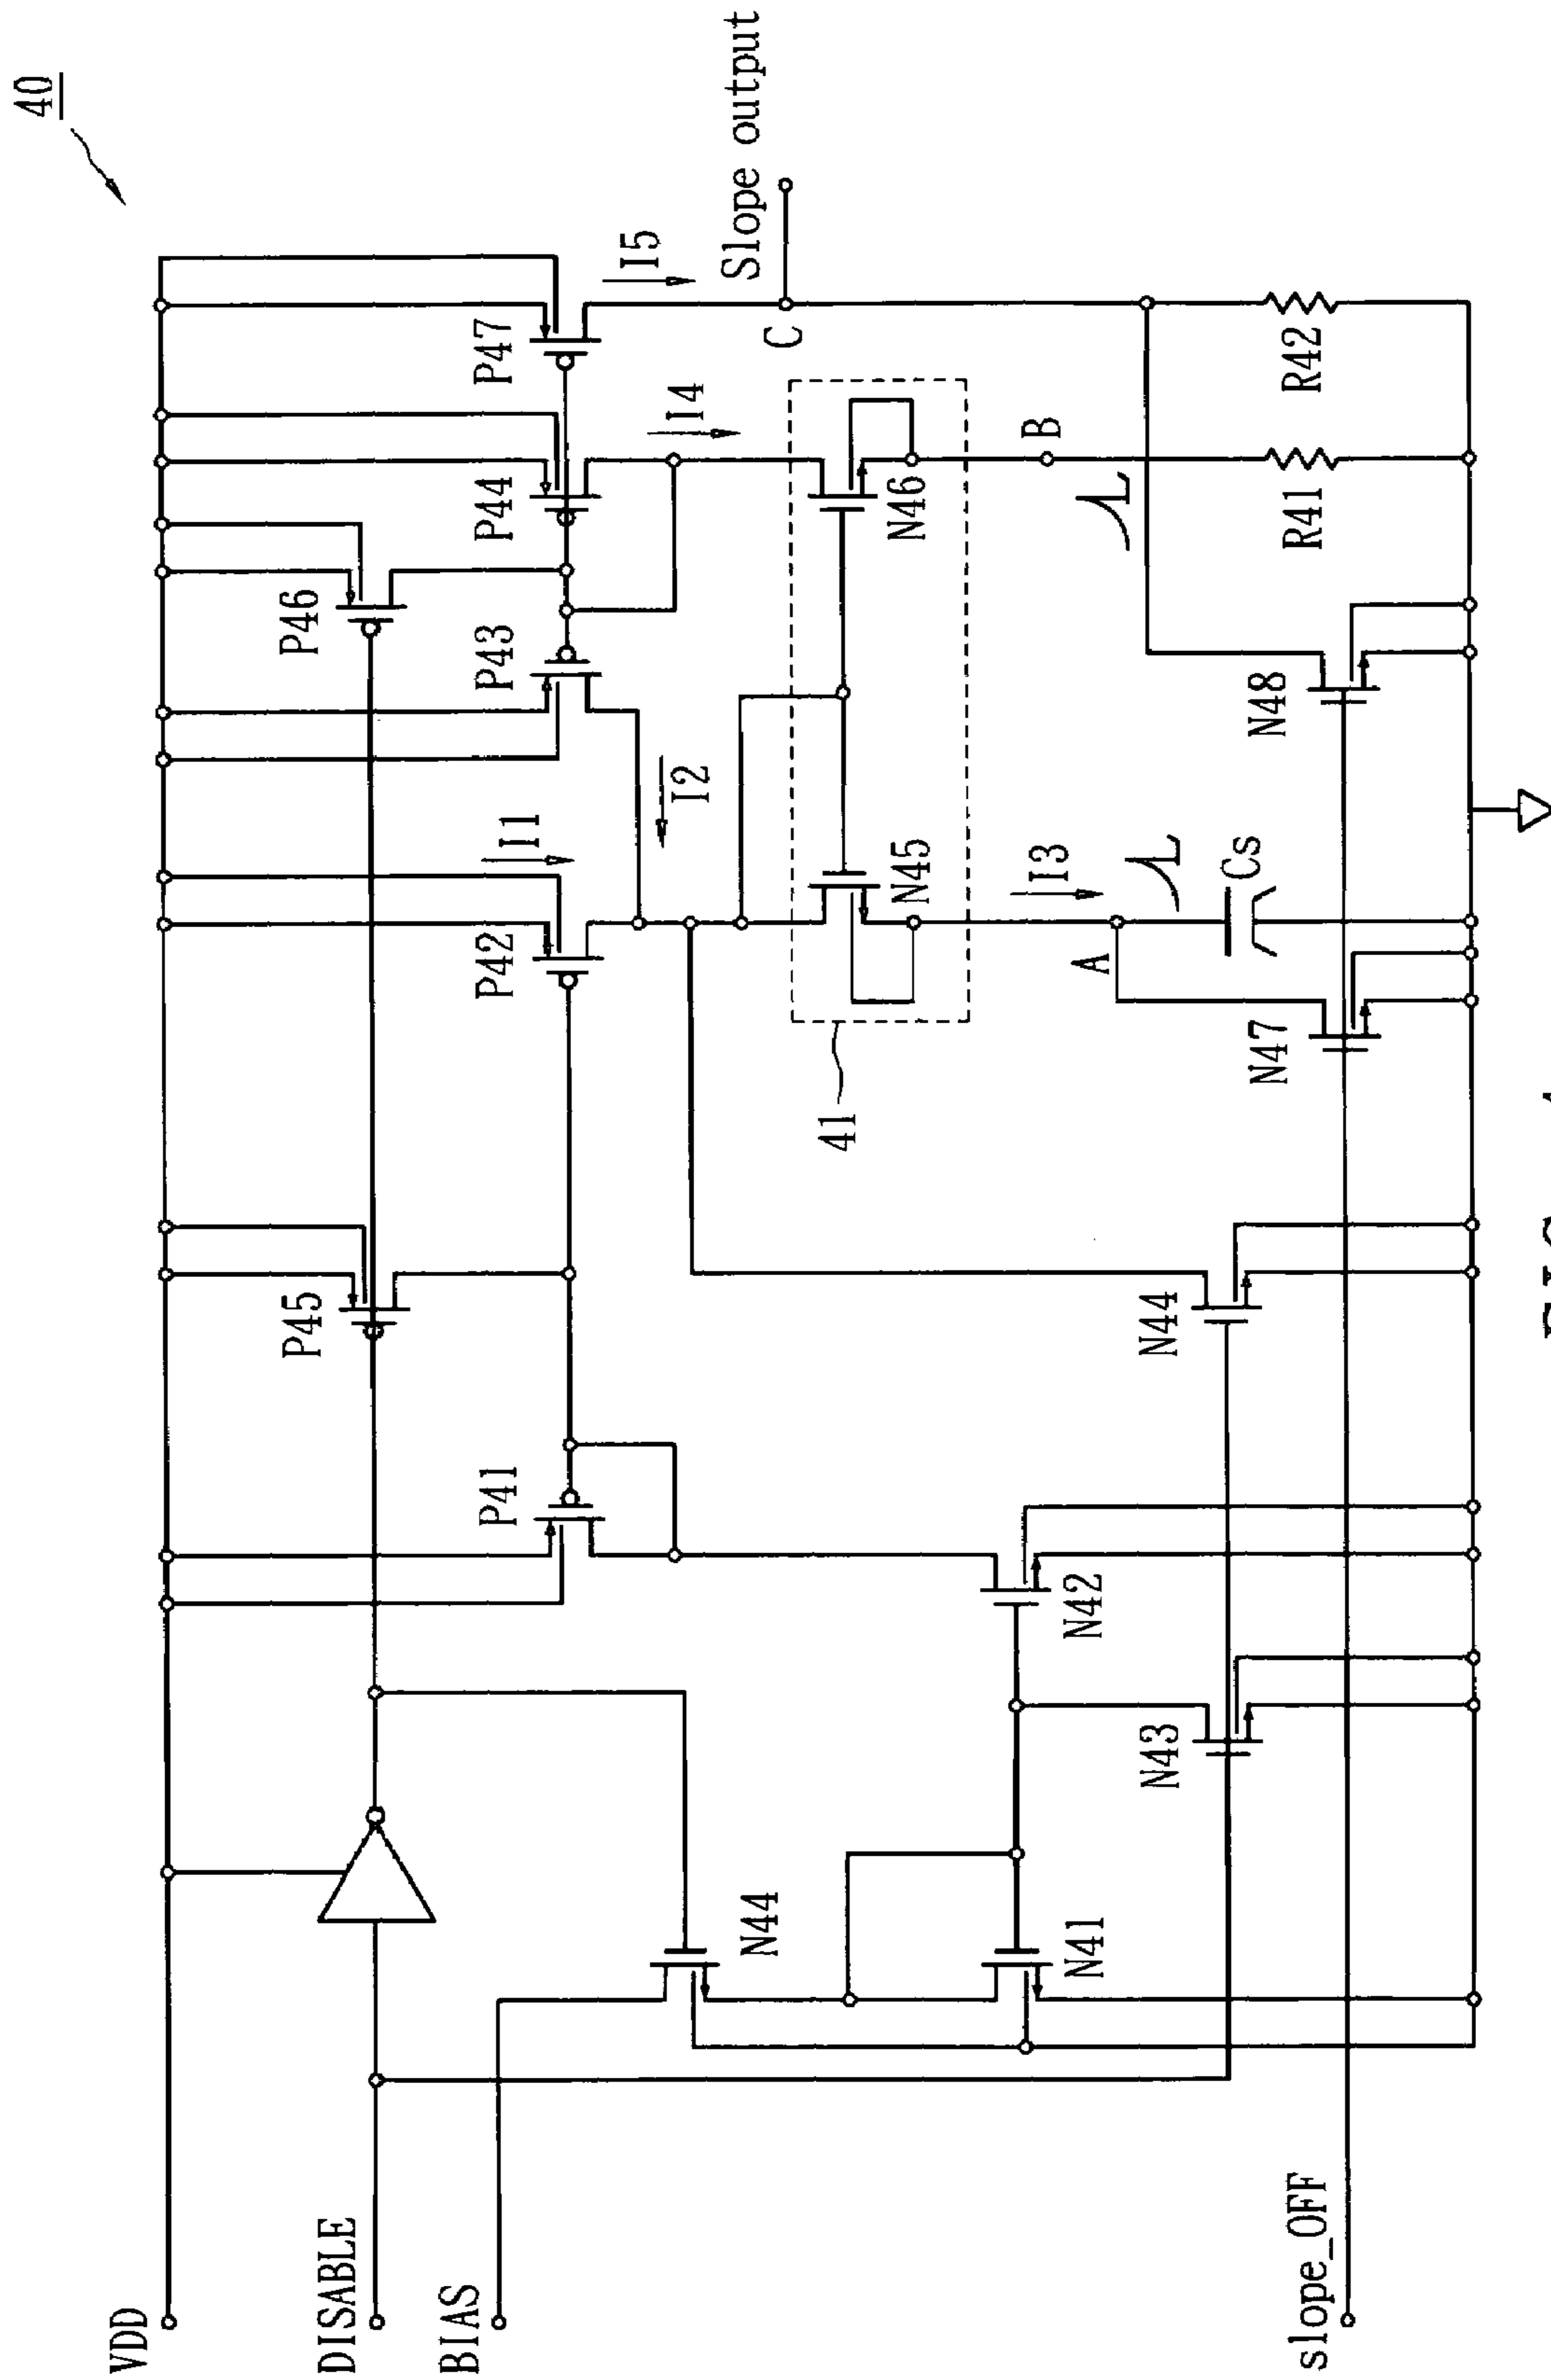 40
VDD
P45
P46
DISABLE
BIAS
P41
P42
P43
P44
P47
I1
I5
I2
I4
Slope output
N44
C
41
N45
N46
I3
B
N41
N42
A
N43
N44
Cs
N47
N48
R41
R42
slope_OFF